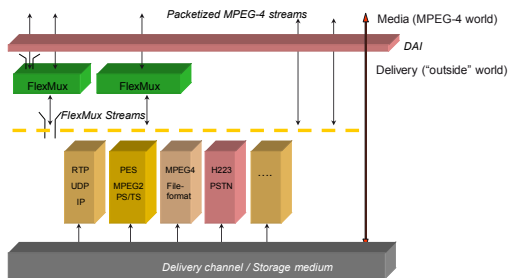 Packetized MPEG-4 streams
Media (MPEG-4 world)
DAI
Delivery ("outside" world)
FlexMux
FlexMux
FlexMux Streams
RTP
UDP
IP
PES
MPEG2
PS/TS
MPEG4
File-
format
H223
PSTN
....
Delivery channel / Storage medium